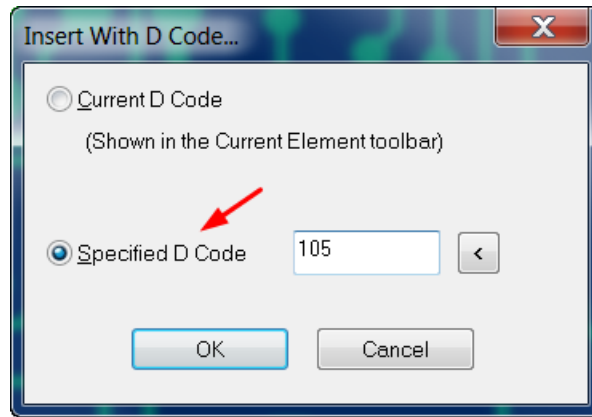 Insert With D Code...
Current D Code
(Shown in the Current Element toolbar)
Specified D Code 105 <
OK Cancel